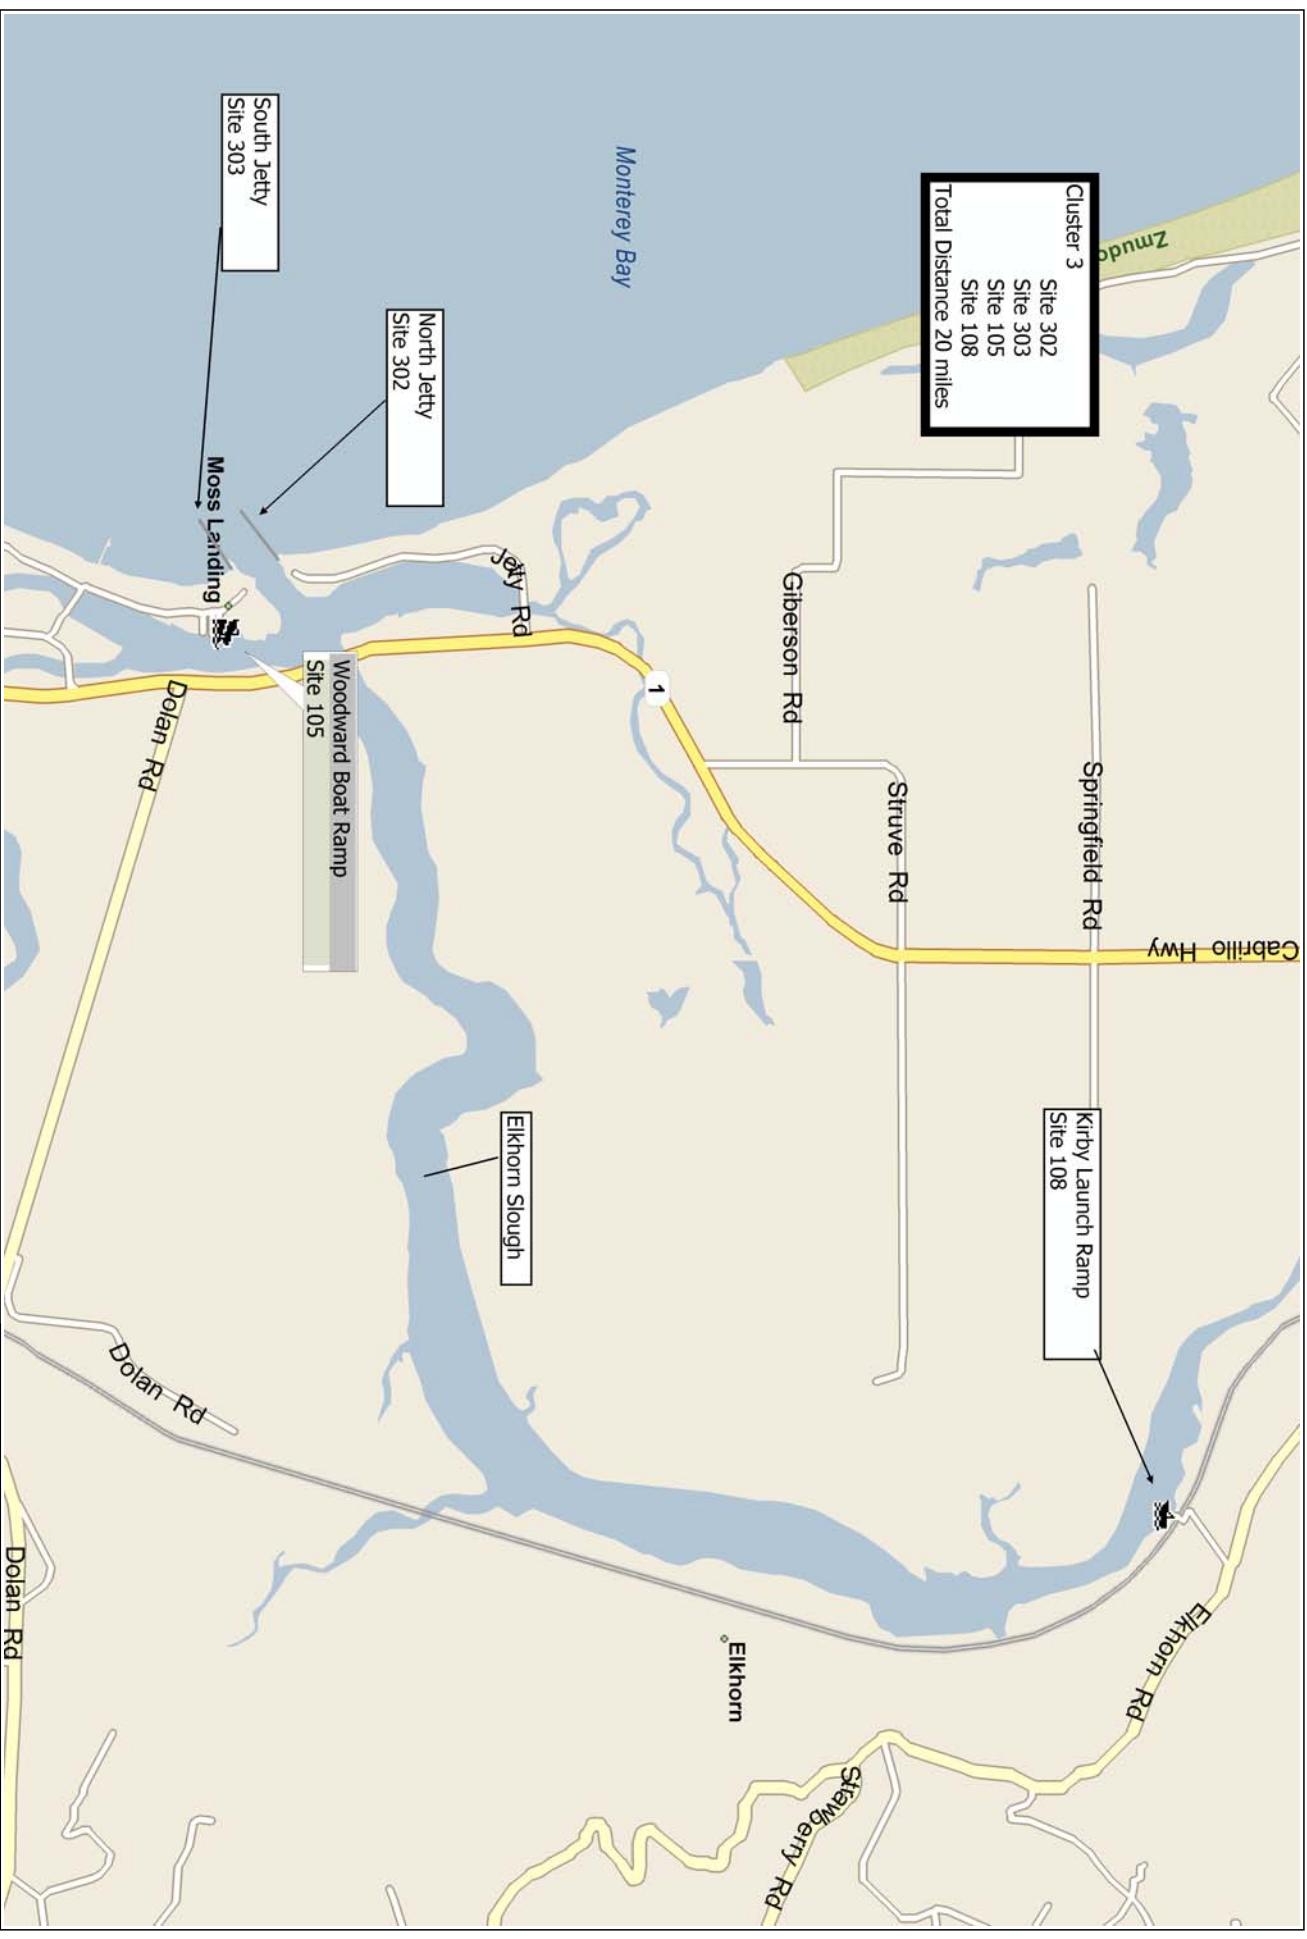 Cluster 3
Site 302
Site 303
Site 105
Site 108
Total Distance 20 miles
Monterey Bay
South Jetty
Site 303
North Jetty
Site 302
Moss Landing
Jetty Rd
Giberson Rd
Struve Rd
Springfield Rd
Cabrillo Hwy
1
Woodward Boat Ramp
Site 105
Dolan Rd
Kirby Launch Ramp
Site 108
Elkhorn Slough
Dolan Rd
Elkhorn
Elkhorn Rd
Strawberry Rd
Dolan Rd